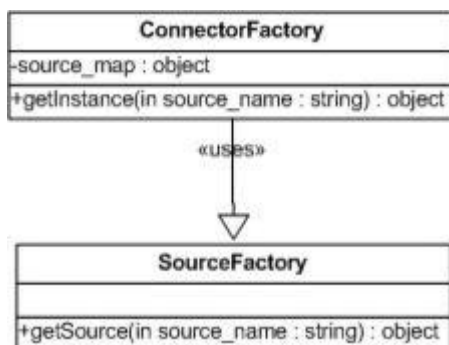 ConnectorFactory
-source_map : object
+getInstance(in source_name : string) : object
«uses»
SourceFactory
+getSource(in source_name : string) : object